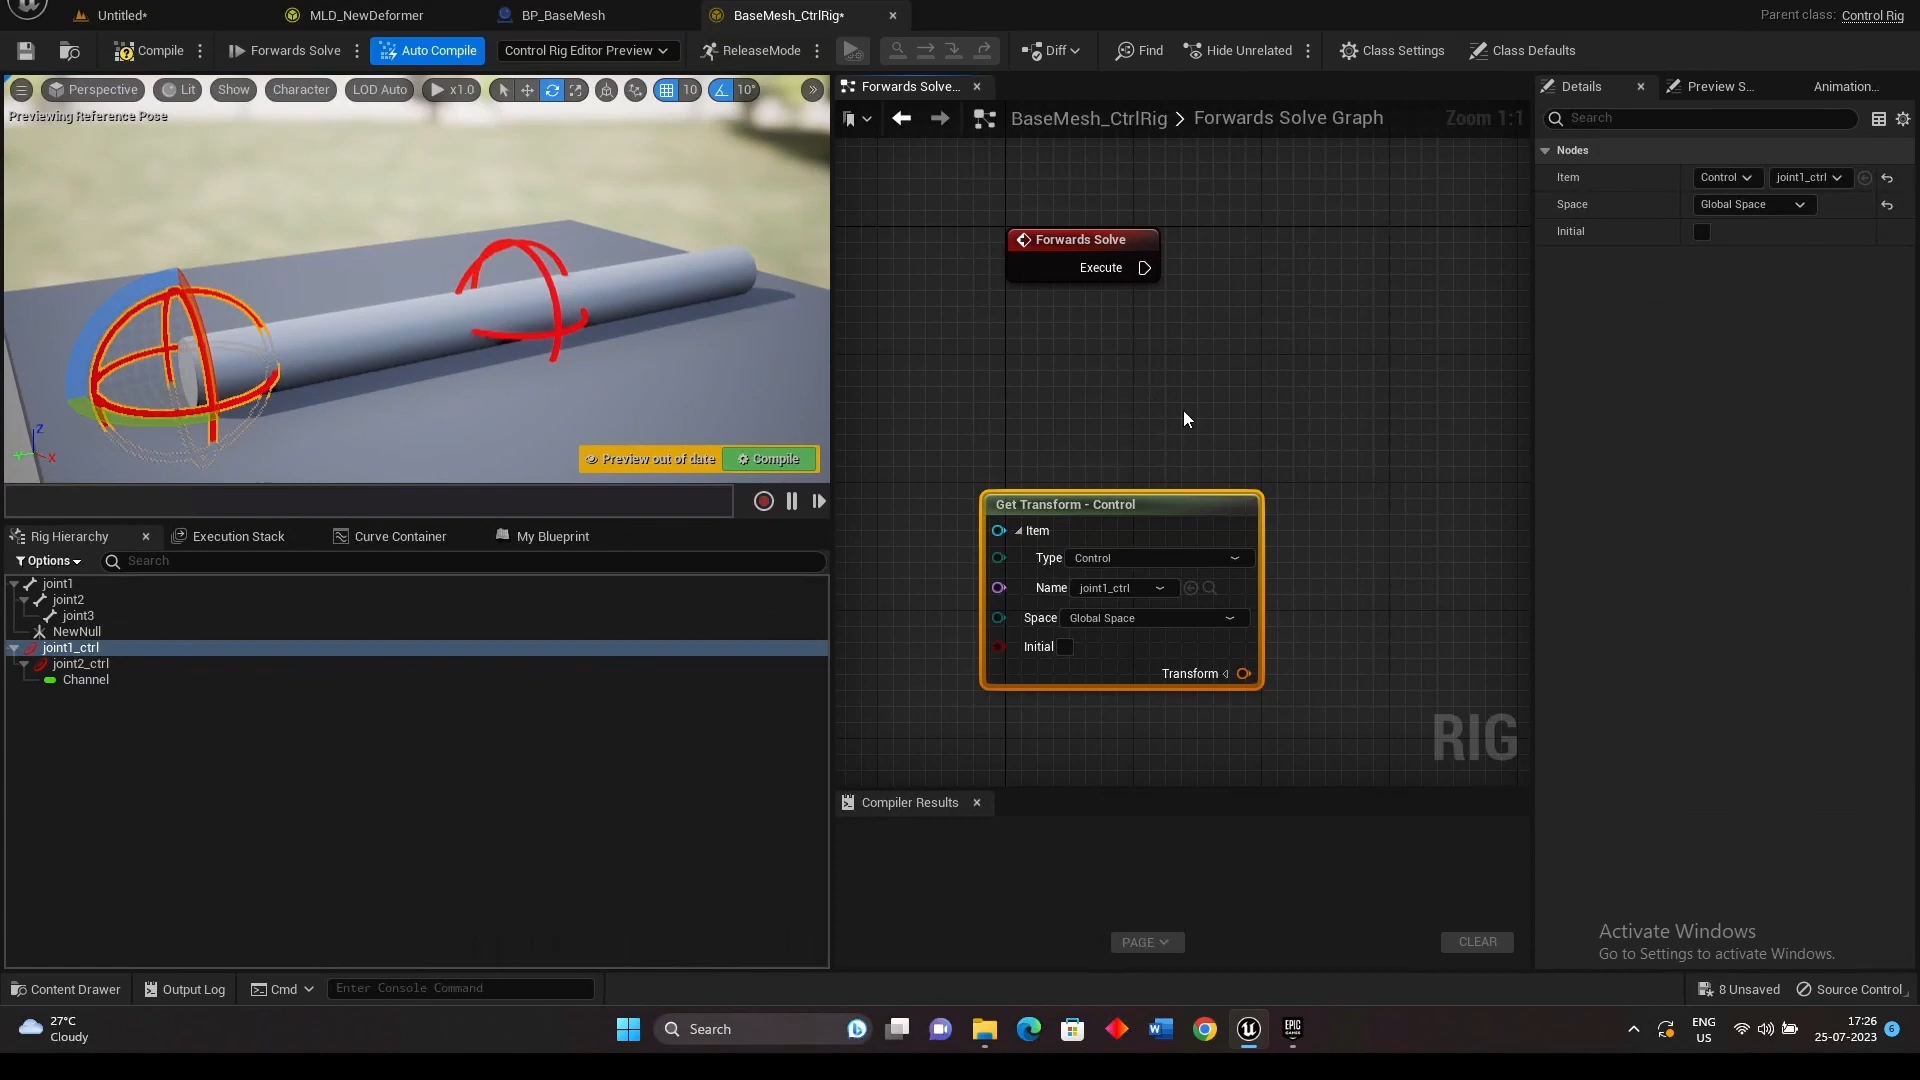 Untitled*
MLD_NewDeformer
BP_BaseMesh
BaseMesh_CtrlRig*
Parent class: Control Rig
Compile
Forwards Solve
Auto Compile
Control Rig Editor Preview
ReleaseMode
Diff
Find
Hide Unrelated
Class Settings
Class Defaults
Perspective
Lit
Show
Character
LOD Auto
x1.0
10
10°
Previewing Reference Pose
Z
X
Preview out of date
Compile
Forwards Solve...
BaseMesh_CtrlRig > Forwards Solve Graph
Zoom 1:1
Forwards Solve
Execute
Get Transform - Control
Item
Type Control
Name joint1_ctrl
Space Global Space
Initial
Transform
RIG
Details
Preview S...
Animation...
Search
Nodes
Item Control joint1_ctrl
Space Global Space
Initial
Rig Hierarchy
Execution Stack
Curve Container
My Blueprint
Options
Search
joint1
joint2
joint3
NewNull
joint1_ctrl
joint2_ctrl
Channel
Compiler Results
PAGE
CLEAR
Activate Windows
Go to Settings to activate Windows.
Content Drawer
Output Log
Cmd
Enter Console Command
8 Unsaved
Source Control
27°C
Cloudy
Search
EPIC
GAMES
ENG
US
17:26
25-07-2023
6